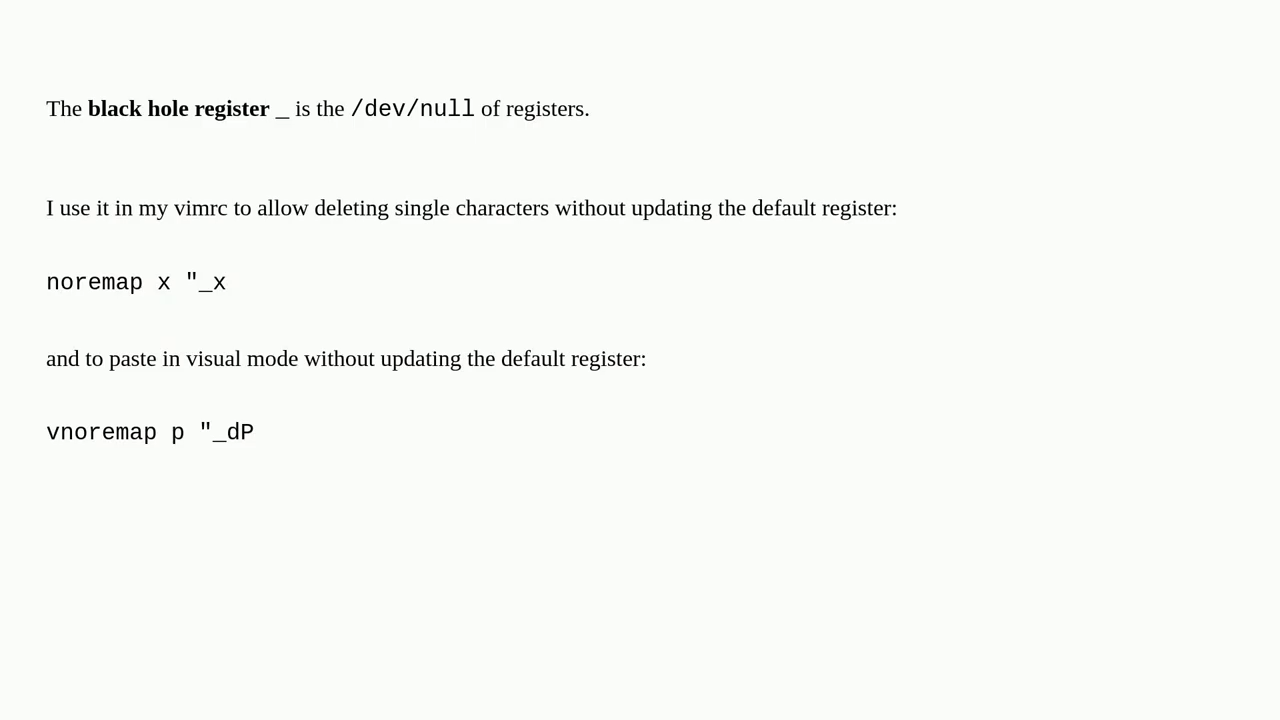 The black hole register _ is the /dev/null of registers.
I use it in my vimrc to allow deleting single characters without updating the default register:
noremap x "_x
and to paste in visual mode without updating the default register:
vnoremap p "_dP